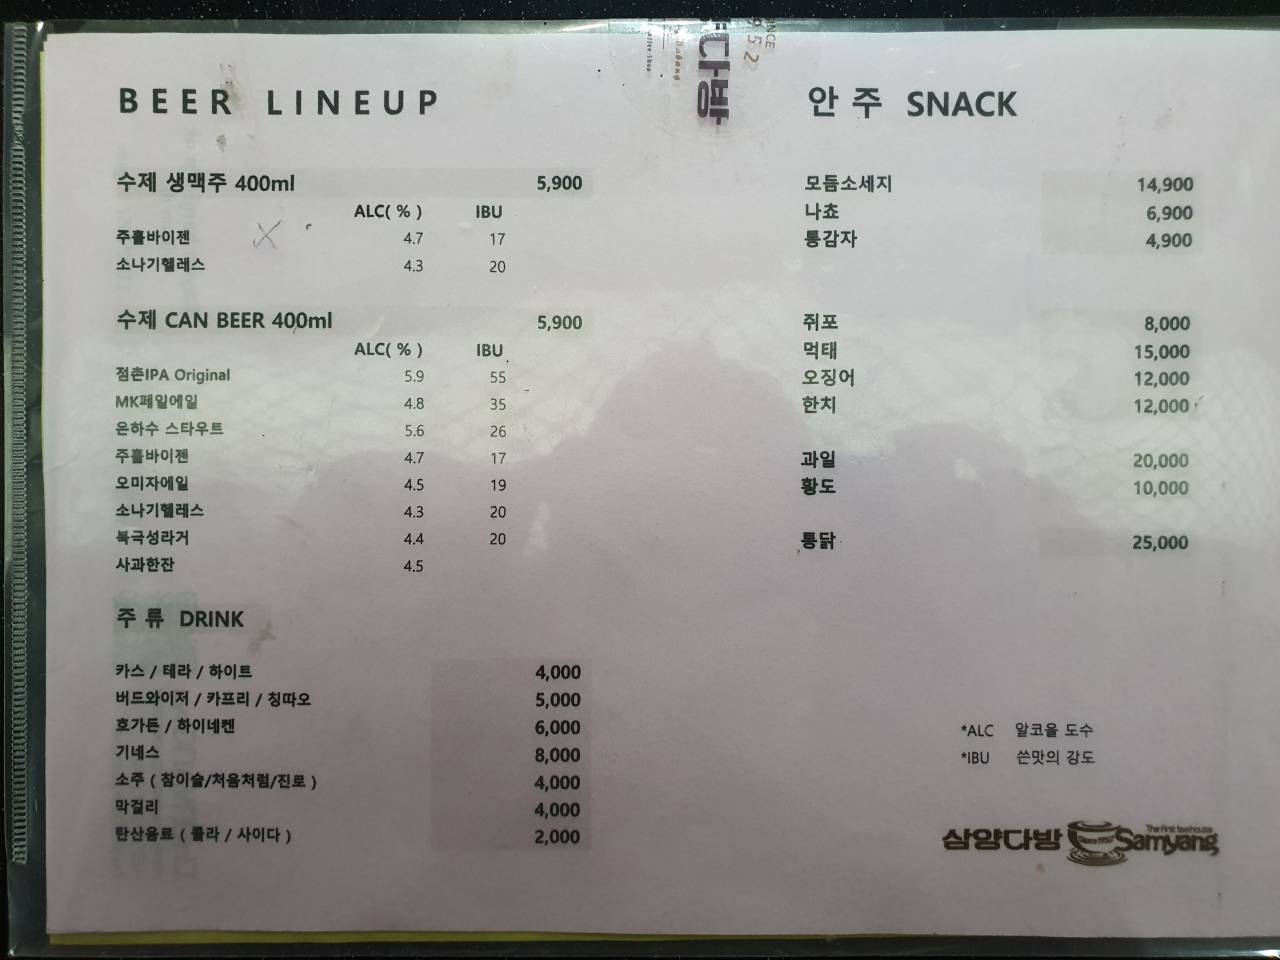 BEER LINEUP
수제 생맥주 400ml 5,900
ALC( % ) IBU
주흘바이젠 4.7 17
소나기헬레스 4.3 20
수제 CAN BEER 400ml 5,900
ALC( % ) IBU
점촌IPA Original 5.9 55
MK페일에일 4.8 35
은하수 스타우트 5.6 26
주흘바이젠 4.7 17
오미자에일 4.5 19
소나기헬레스 4.3 20
북극성라거 4.4 20
사과한잔 4.5
주 류 DRINK
카스 / 테라 / 하이트 4,000
버드와이저 / 카프리 / 칭따오 5,000
호가든 / 하이네켄 6,000
기네스 8,000
소주 ( 참이슬/처음처럼/진로 ) 4,000
막걸리 4,000
탄산음료 ( 콜라 / 사이다 ) 2,000
다방
안 주 SNACK
모듬소세지 14,900
나쵸 6,900
통감자 4,900
쥐포 8,000
먹태 15,000
오징어 12,000
한치 12,000
과일 20,000
황도 10,000
통닭 25,000
*ALC 알코올 도수
*IBU 쓴맛의 강도
삼양다방 The first teahouse Samyang